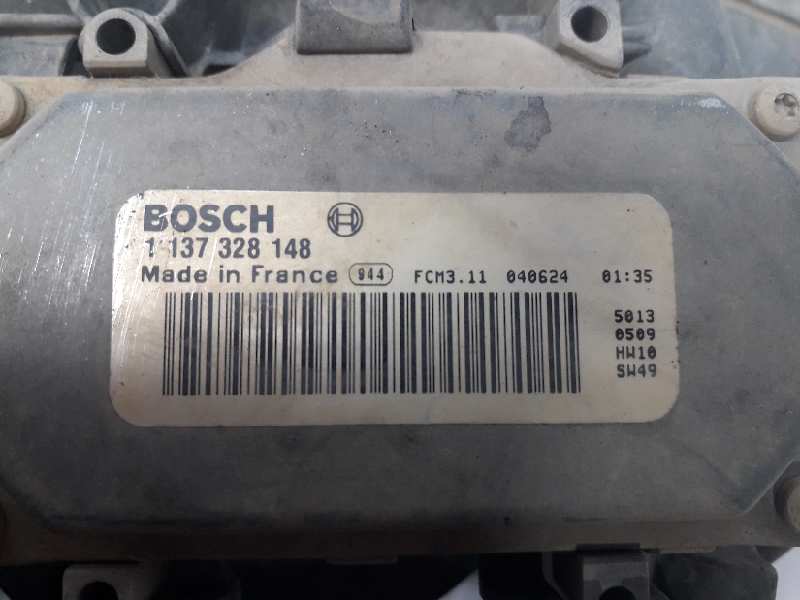 BOSCH
1 137 328 148
Made in France 944 FCM3.11 040624 01:35
5013
0509
HW10
SW49